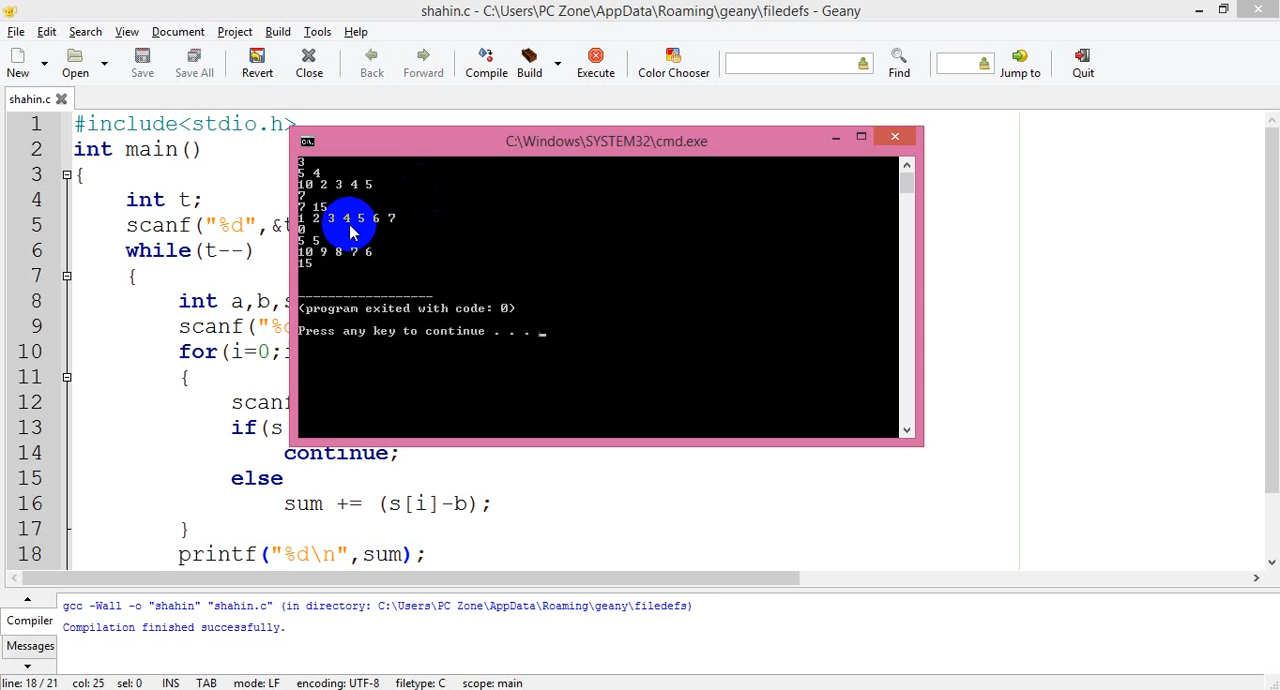 shahin.c - C:\Users\PC Zone\AppData\Roaming\geany\filedefs - Geany
File Edit Search View Document Project Build Tools Help
New Open Save Save All Revert Close Back Forward Compile Build Execute Color Chooser Find Jump to Quit
shahin.c
1 #include<stdio.h>
2 int main()
3 {
4 int t;
5 scanf("%d",&t
6 while(t--)
7 {
8 int a,b,s
9 scanf("%d
10 for(i=0;i
11 {
12 scanf
13 if(s
14 continue;
15 else
16 sum += (s[i]-b);
17 }
18 printf("%d\n",sum);
C:\Windows\SYSTEM32\cmd.exe
3
5 4
10 2 3 4 5
7
7 15
1 2 3 4 5 6 7
0
5 5
10 9 8 7 6
15
------------------
(program exited with code: 0)
Press any key to continue . . .
Compiler
Messages
gcc -Wall -o "shahin" "shahin.c" (in directory: C:\Users\PC Zone\AppData\Roaming\geany\filedefs)
Compilation finished successfully.
line: 18 / 21 col: 25 sel: 0 INS TAB mode: LF encoding: UTF-8 filetype: C scope: main